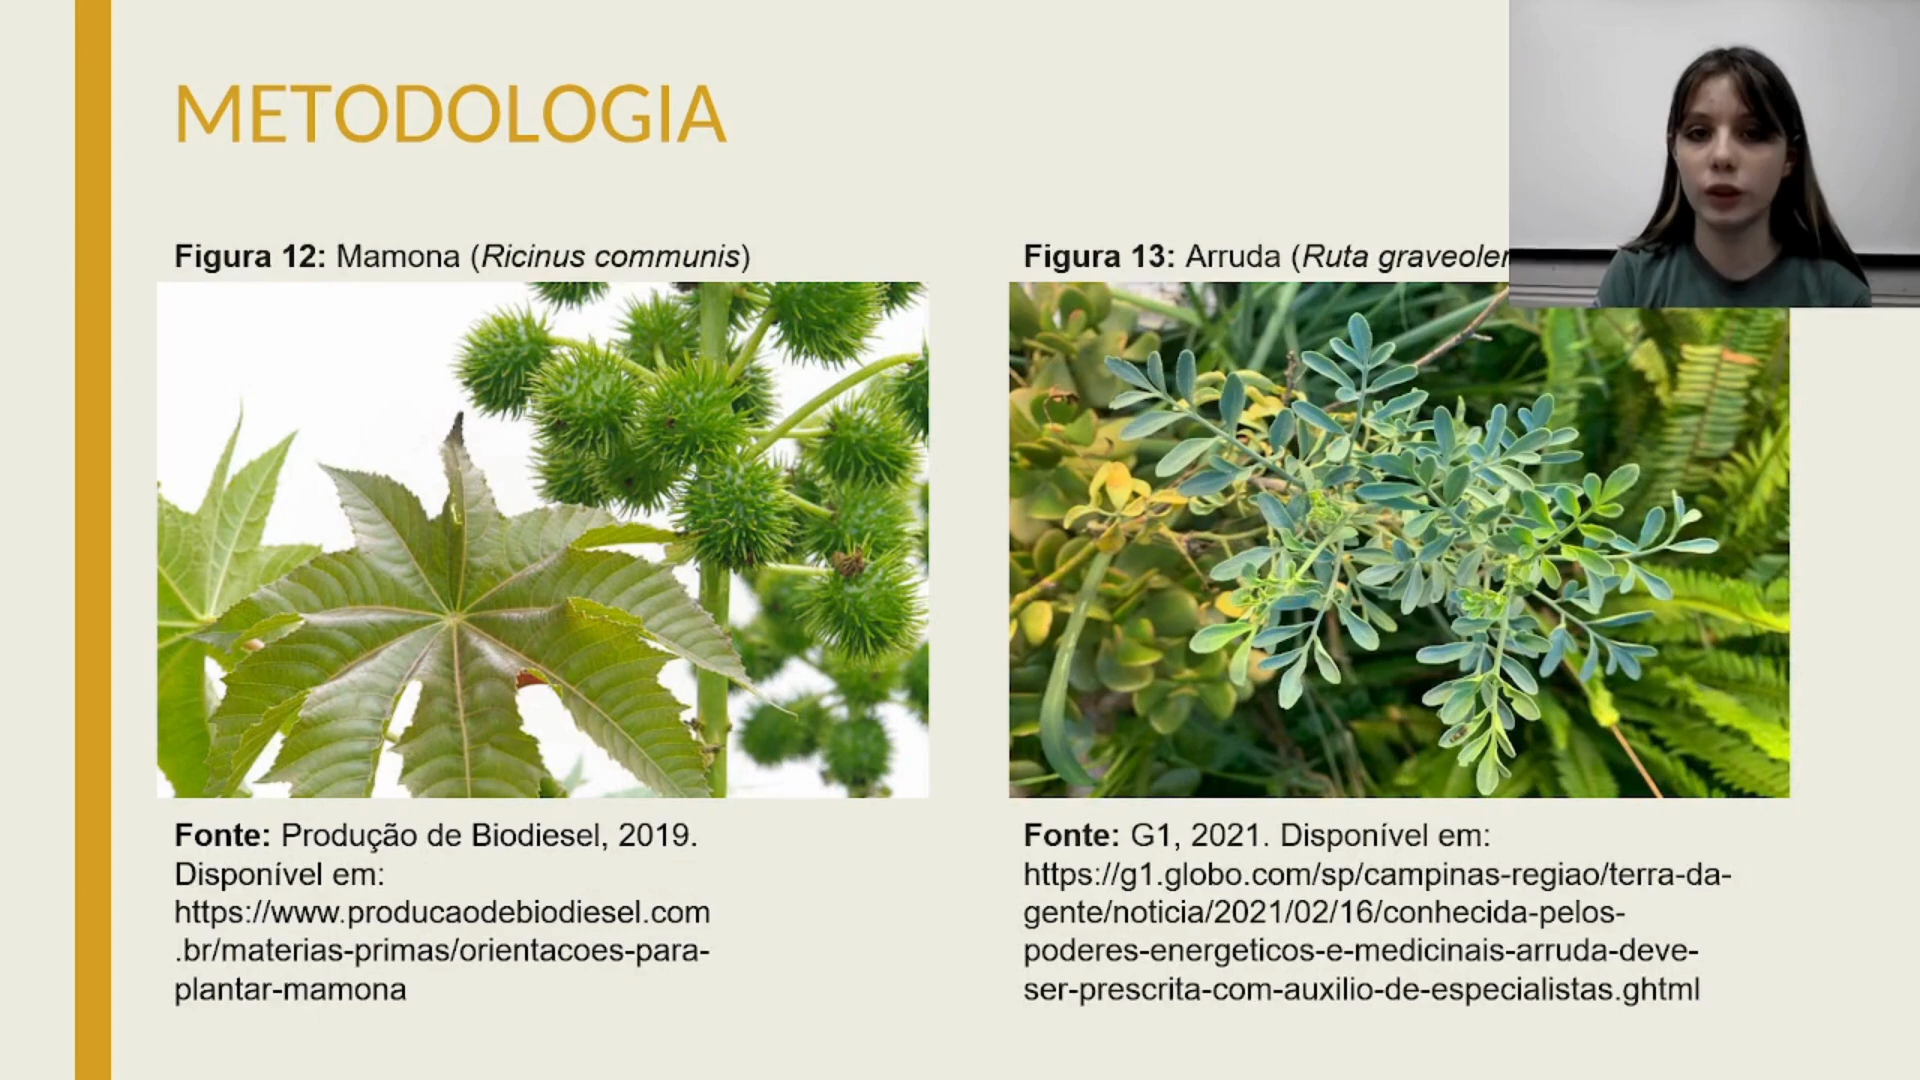 METODOLOGIA
Figura 12: Mamona (Ricinus communis)
Figura 13: Arruda (Ruta
Fonte: Produção de Biodiesel, 2019.
Disponível em:
https://www.producaodebiodiesel.com
.br/materias-primas/orientacoes-para-
plantar-mamona
Fonte: G1, 2021. Disponível em:
https://g1.globo.com/sp/campinas-regiao/terra-da-
gente/noticia/2021/02/16/conhecida-pelos-
poderes-energeticos-e-medicinais-arruda-deve-
ser-prescrita-com-auxilio-de-especialistas.ghtml